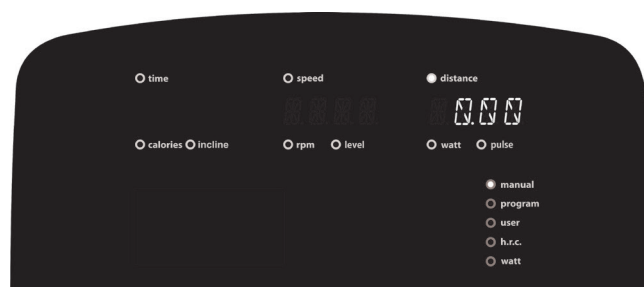 time speed distance
0.00
calories incline rpm level watt pulse
manual
program
user
h.r.c.
watt